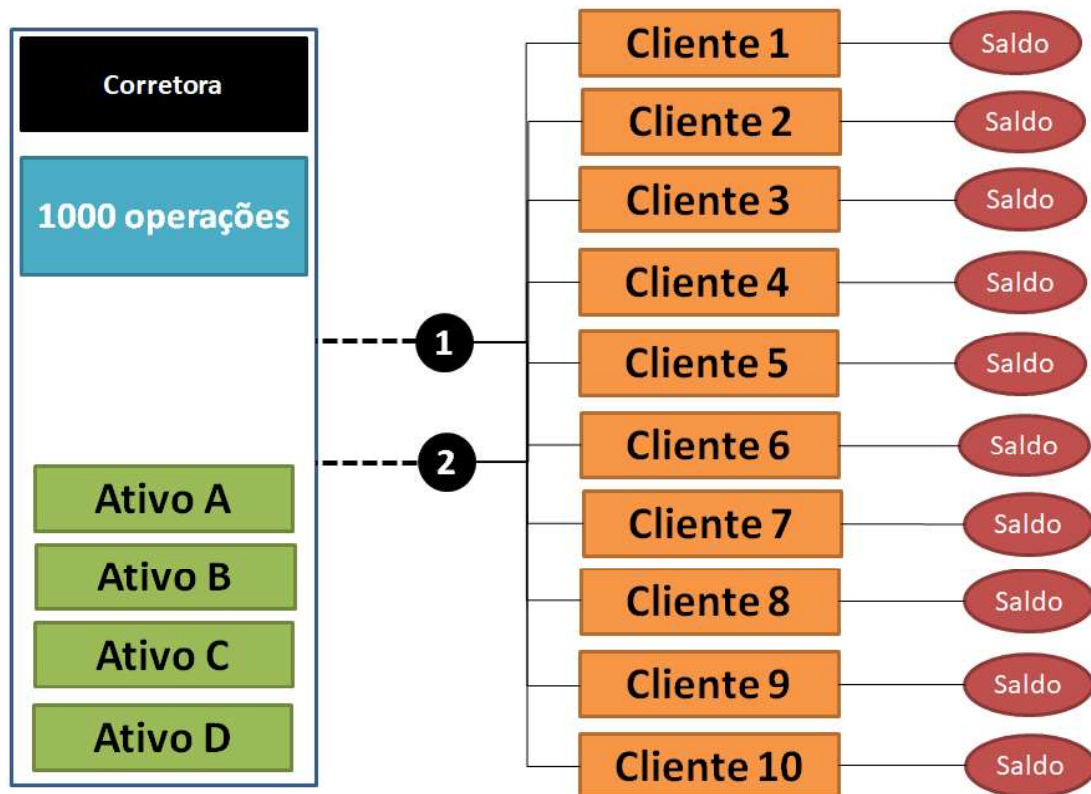 Corretora
1000 operações
1
2
Ativo A
Ativo B
Ativo C
Ativo D
Cliente 1
Saldo
Cliente 2
Saldo
Cliente 3
Saldo
Cliente 4
Saldo
Cliente 5
Saldo
Cliente 6
Saldo
Cliente 7
Saldo
Cliente 8
Saldo
Cliente 9
Saldo
Cliente 10
Saldo